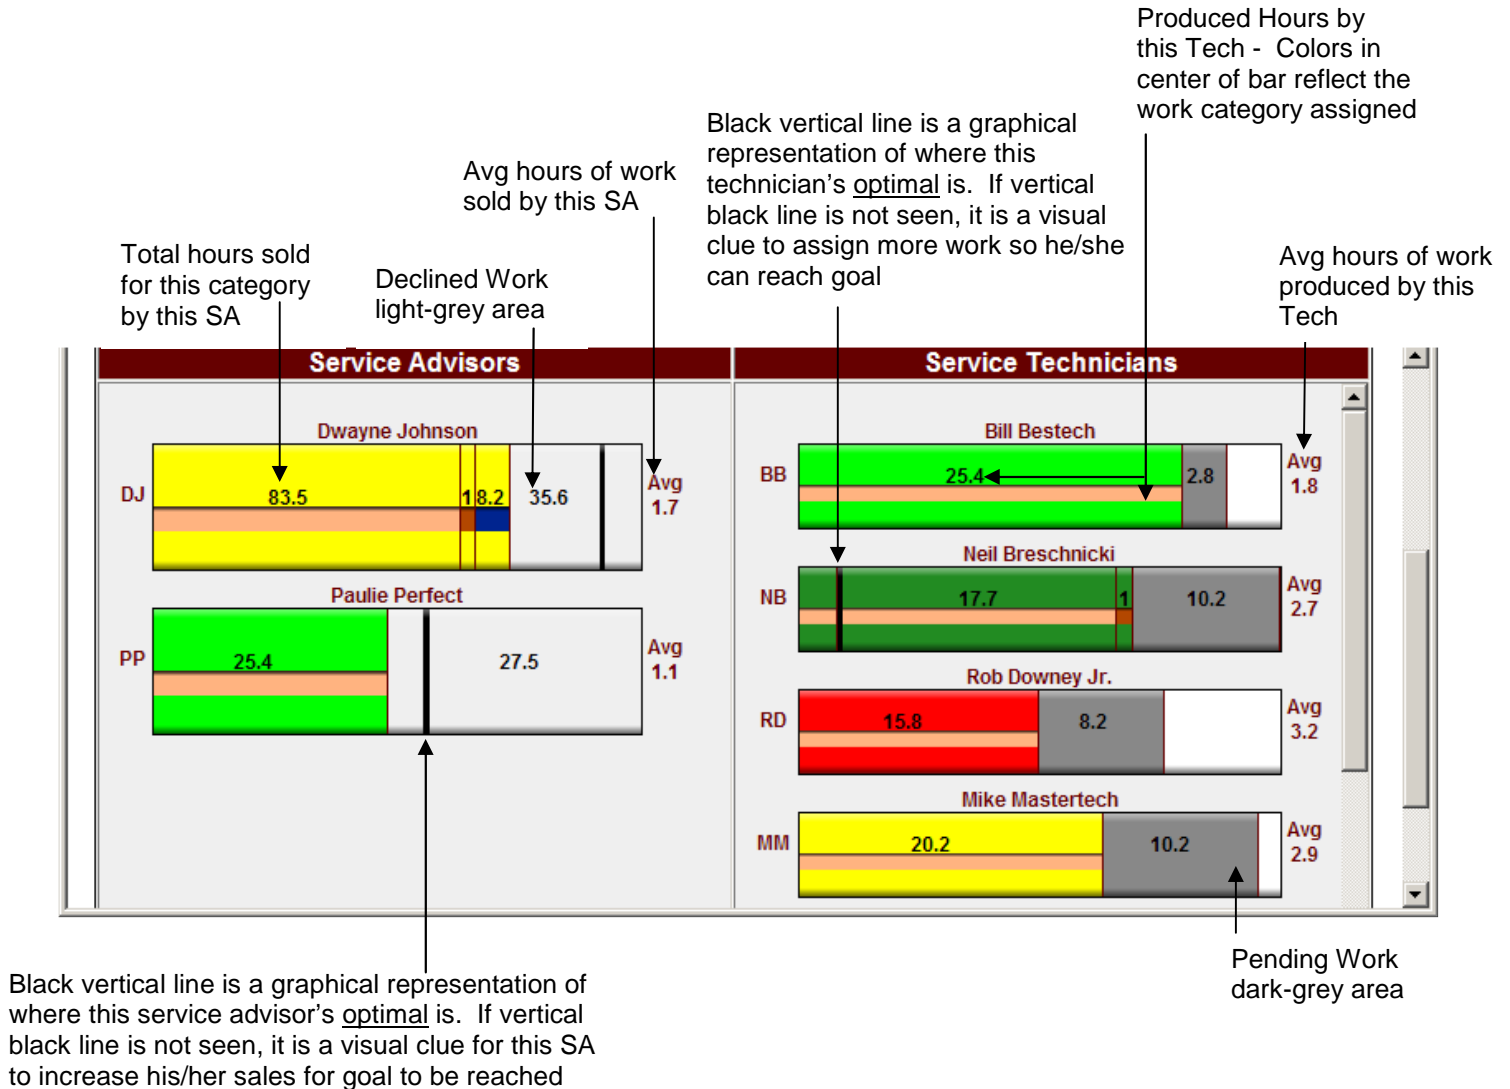 Produced Hours by
this Tech - Colors in
center of bar reflect the
work category assigned
Black vertical line is a graphical
representation of where this
technician's optimal is. If vertical
black line is not seen, it is a visual
clue to assign more work so he/she
can reach goal
Avg hours of work
sold by this SA
Total hours sold
for this category
by this SA
Declined Work
light-grey area
Avg hours of work
produced by this
Tech
Service Advisors
Dwayne Johnson
DJ
83.5
1
8.2
35.6
Avg
1.7
Paulie Perfect
PP
25.4
27.5
Avg
1.1
Service Technicians
Bill Bestech
BB
25.4
2.8
Avg
1.8
Neil Breschnicki
NB
17.7
1
10.2
Avg
2.7
Rob Downey Jr.
RD
15.8
8.2
Avg
3.2
Mike Mastertech
MM
20.2
10.2
Avg
2.9
Pending Work
dark-grey area
Black vertical line is a graphical representation of
where this service advisor's optimal is. If vertical
black line is not seen, it is a visual clue for this SA
to increase his/her sales for goal to be reached